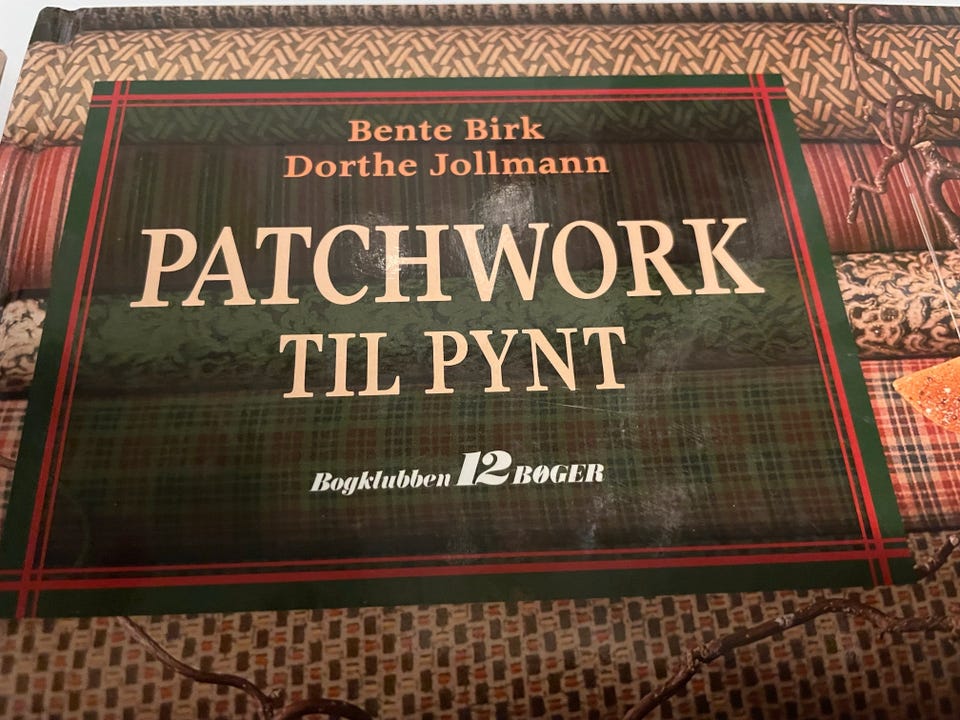 Bente Birk
Dorthe Jollmann
PATCHWORK
TIL PYNT
Bogklubben 12 BØGER